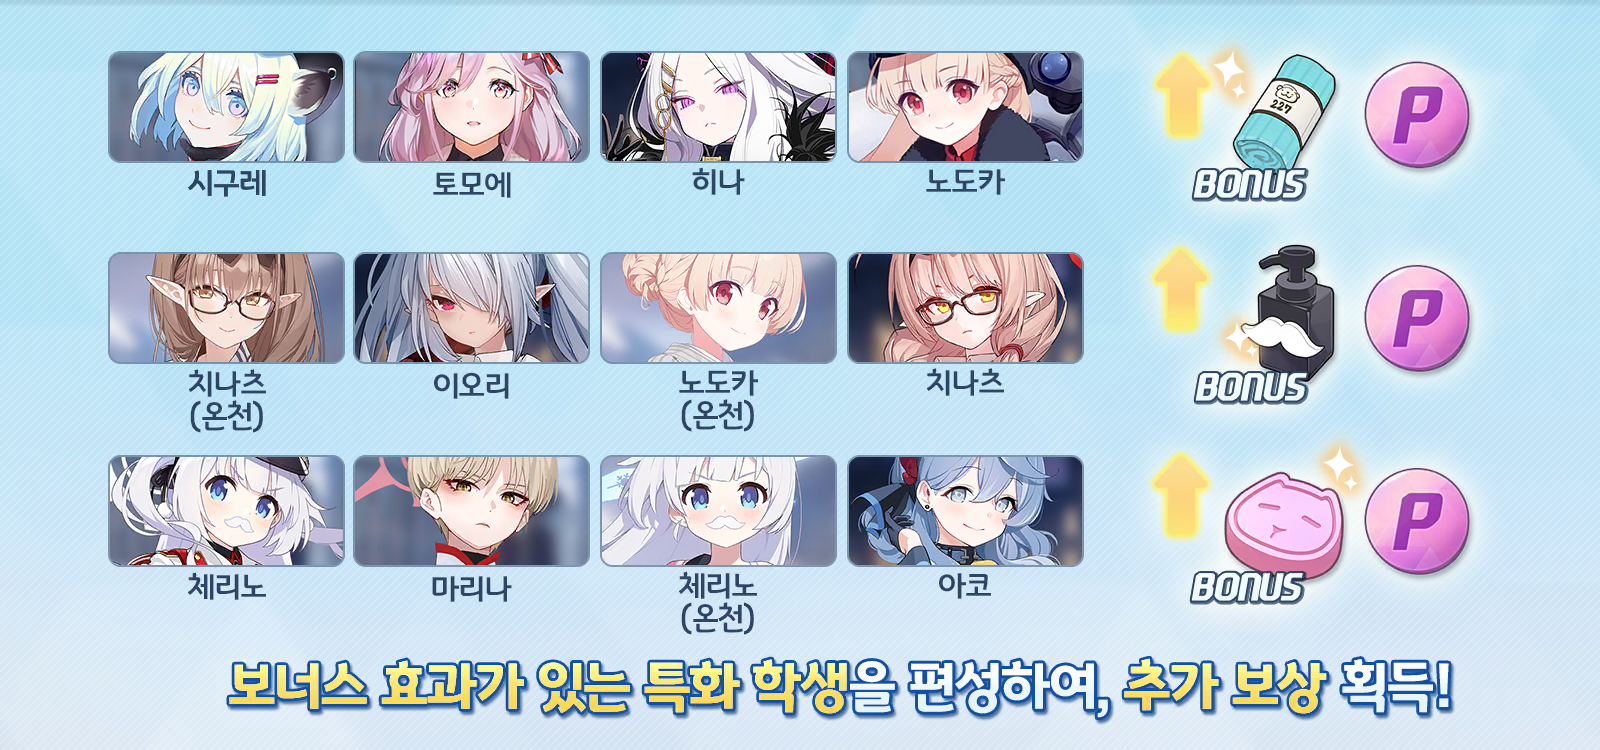 시구레 토모에 히나 노도카
227
BONUS
P
치나츠 (온천) 이오리 노도카 (온천) 치나츠
BONUS
P
체리노 마리나 체리노 (온천) 아코
BONUS
P
보너스 효과가 있는 특화 학생을 편성하여, 추가 보상 획득!